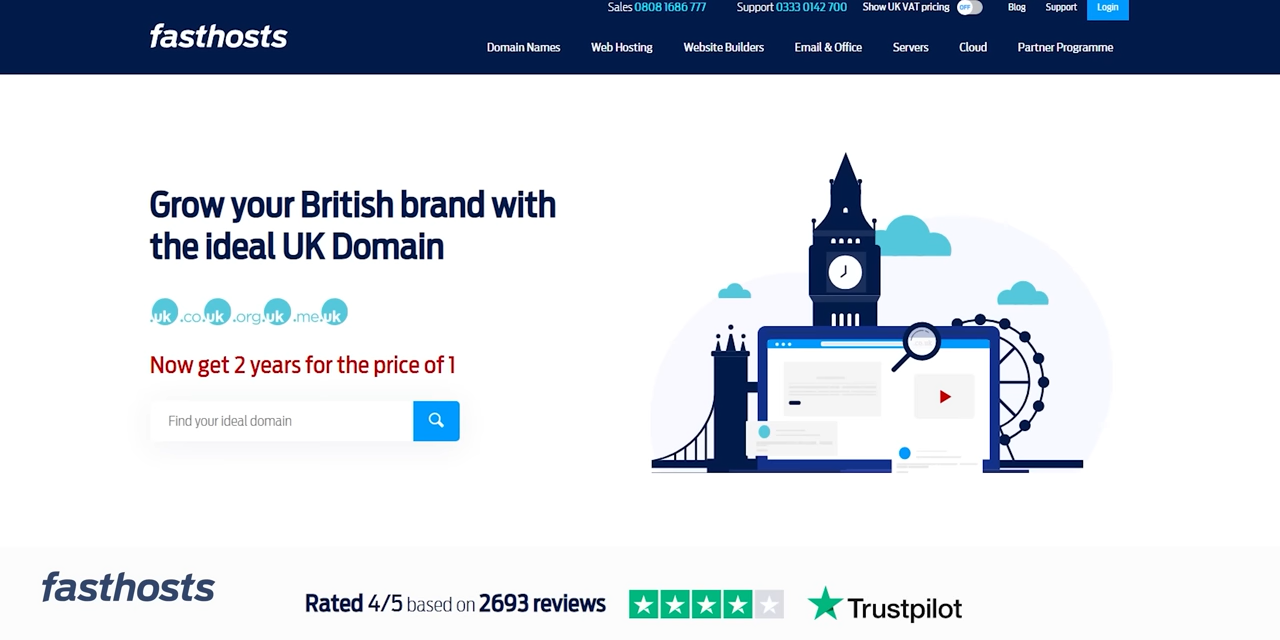 Sales 0808 1686 777 Support 0333 0142 700 Show UK VAT pricing OFF Blog Support Login
fasthosts
Domain Names Web Hosting Website Builders Email & Office Servers Cloud Partner Programme
Grow your British brand with
the ideal UK Domain
.uk .co.uk .org.uk .me.uk
Now get 2 years for the price of 1
Find your ideal domain
fasthosts
Rated 4/5 based on 2693 reviews
Trustpilot